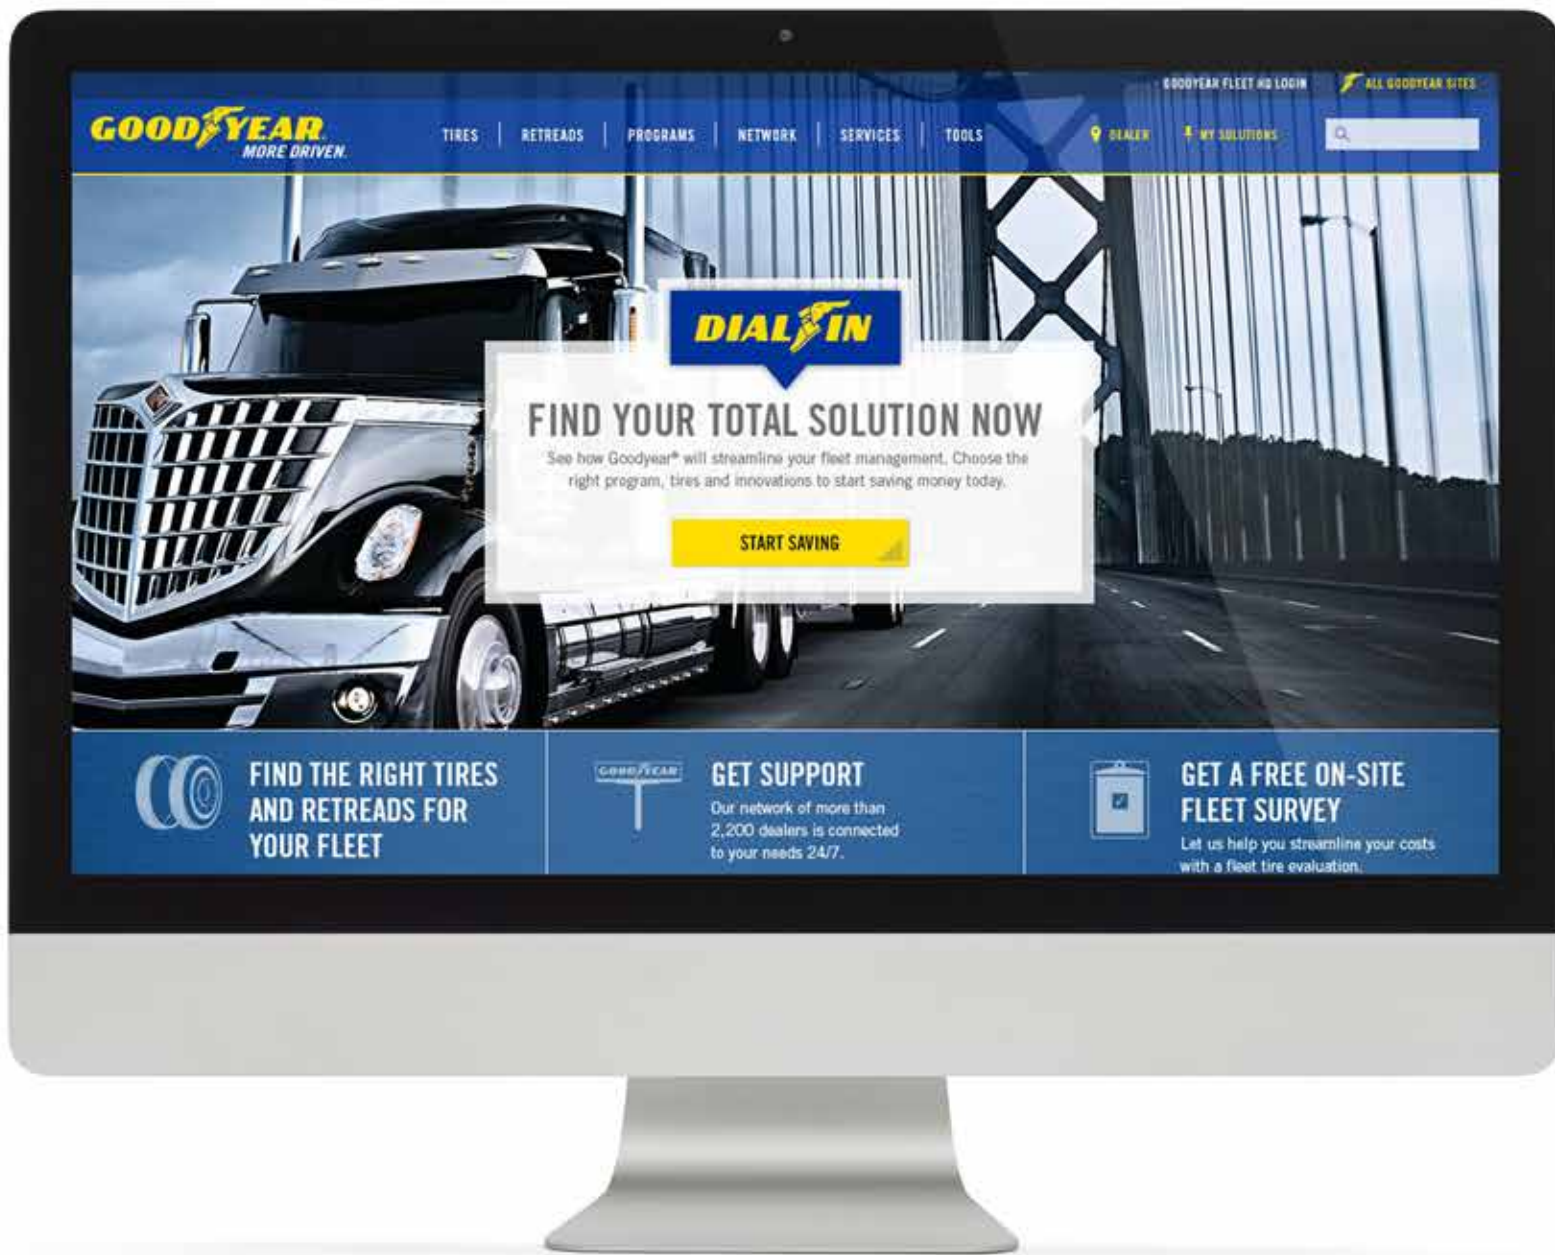 GOODYEAR FLEET HQ LOGIN
ALL GOODYEAR SITES
GOODYEAR
MORE DRIVEN.
TIRES
RETREADS
PROGRAMS
NETWORK
SERVICES
TOOLS
DEALER
MY SOLUTIONS
DIAL IN
FIND YOUR TOTAL SOLUTION NOW
See how Goodyear® will streamline your fleet management. Choose the
right program, tires and innovations to start saving money today.
START SAVING
FIND THE RIGHT TIRES
AND RETREADS FOR
YOUR FLEET
GOODYEAR
GET SUPPORT
Our network of more than
2,200 dealers is connected
to your needs 24/7.
GET A FREE ON-SITE
FLEET SURVEY
Let us help you streamline your costs
with a fleet tire evaluation.